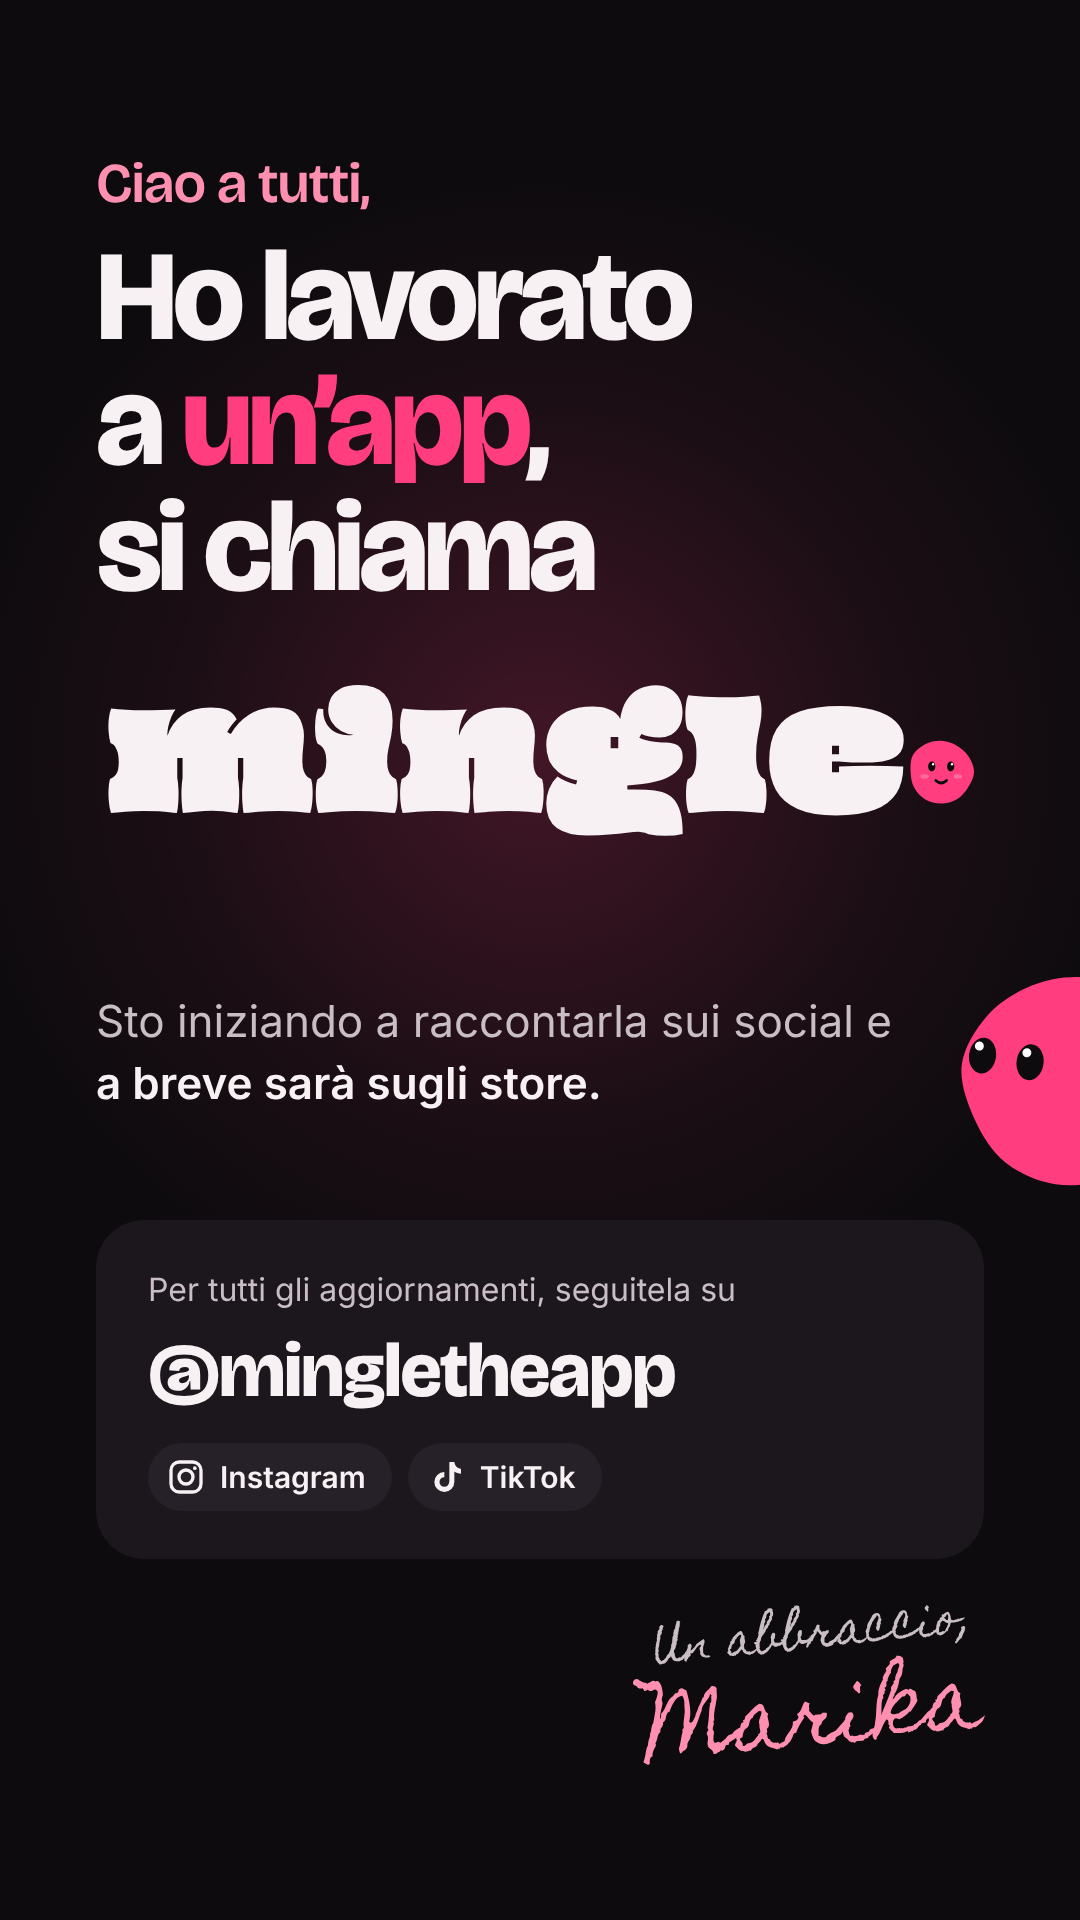 Ciao a tutti,
Ho lavorato
a un’app,
si chiama
mingle
Sto iniziando a raccontarla sui social e
a breve sarà sugli store.
Per tutti gli aggiornamenti, seguitela su
@mingletheapp
Instagram TikTok
Un abbraccio,
Marika